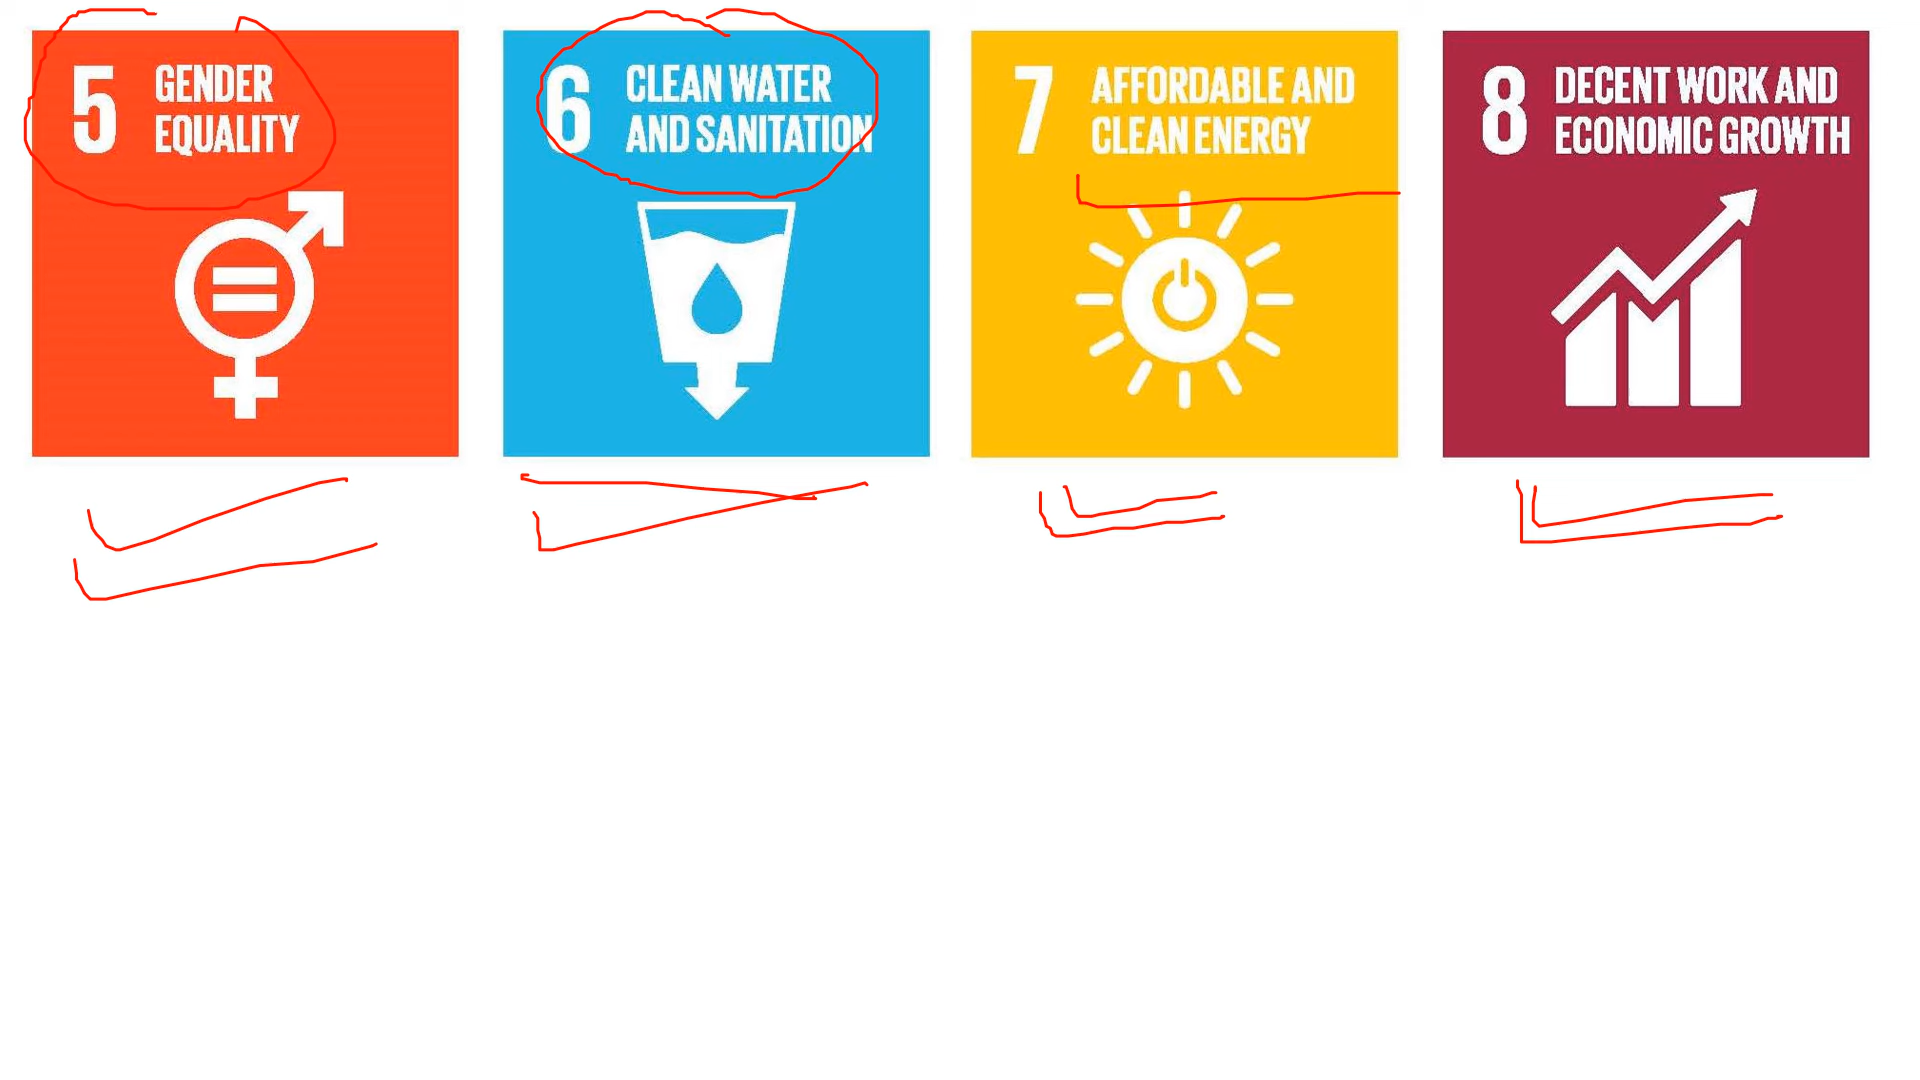 5 GENDER
EQUALITY
6 CLEAN WATER
AND SANITATION
7 AFFORDABLE AND
CLEAN ENERGY
8 DECENT WORK AND
ECONOMIC GROWTH